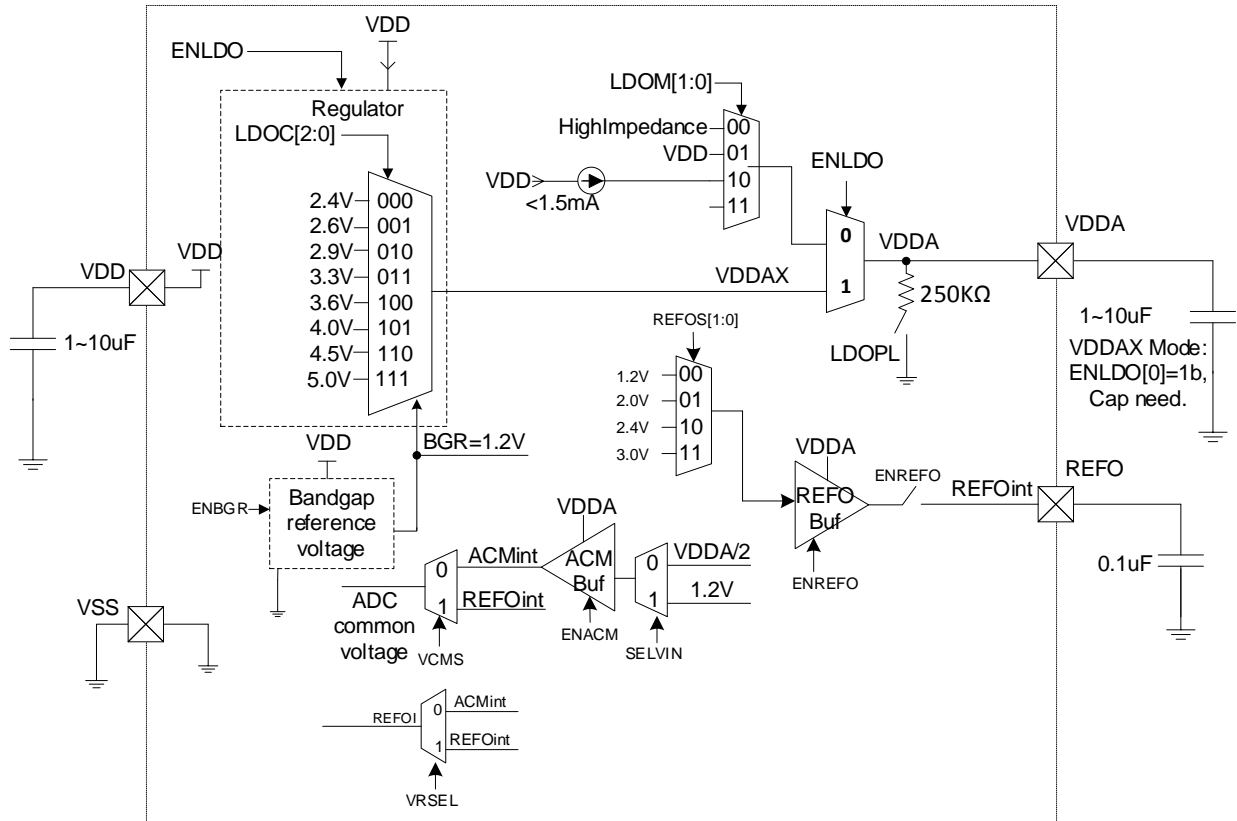 VDD
ENLDO
Regulator
LDOC[2:0]
2.4V
000
2.6V
001
2.9V
010
3.3V
011
3.6V
100
4.0V
101
4.5V
110
5.0V
111
LDOM[1:0]
HighImpedance
00
VDD
01
VDD
<1.5mA
10
11
ENLDO
0
1
VDDAX
VDDA
250KΩ
LDOPL
VDDA
1~10uF
VDDAX Mode:
ENLDO[0]=1b,
Cap need.
VDD
VDD
1~10uF
REFOS[1:0]
1.2V
00
2.0V
01
2.4V
10
3.0V
11
BGR=1.2V
VDD
ENBGR
Bandgap
reference
voltage
VDDA
REFO
Buf
ENREFO
ENREFO
REFOint
REFO
0.1uF
VDDA
ACM
Buf
ENACM
0
VDDA/2
1
1.2V
SELVIN
ACMint
0
REFOint
1
ADC
common
voltage
VCMS
VSS
REFOI
0
ACMint
1
REFOint
VRSEL